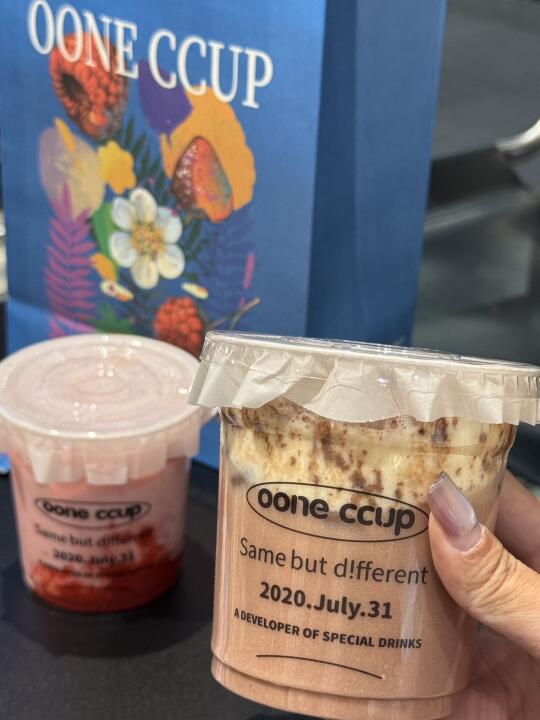 OONE CCUP
oone ccup
Same but d!fferent
2020.July.31
oone ccup
Same but d!fferent
2020.July.31
A DEVELOPER OF SPECIAL DRINKS